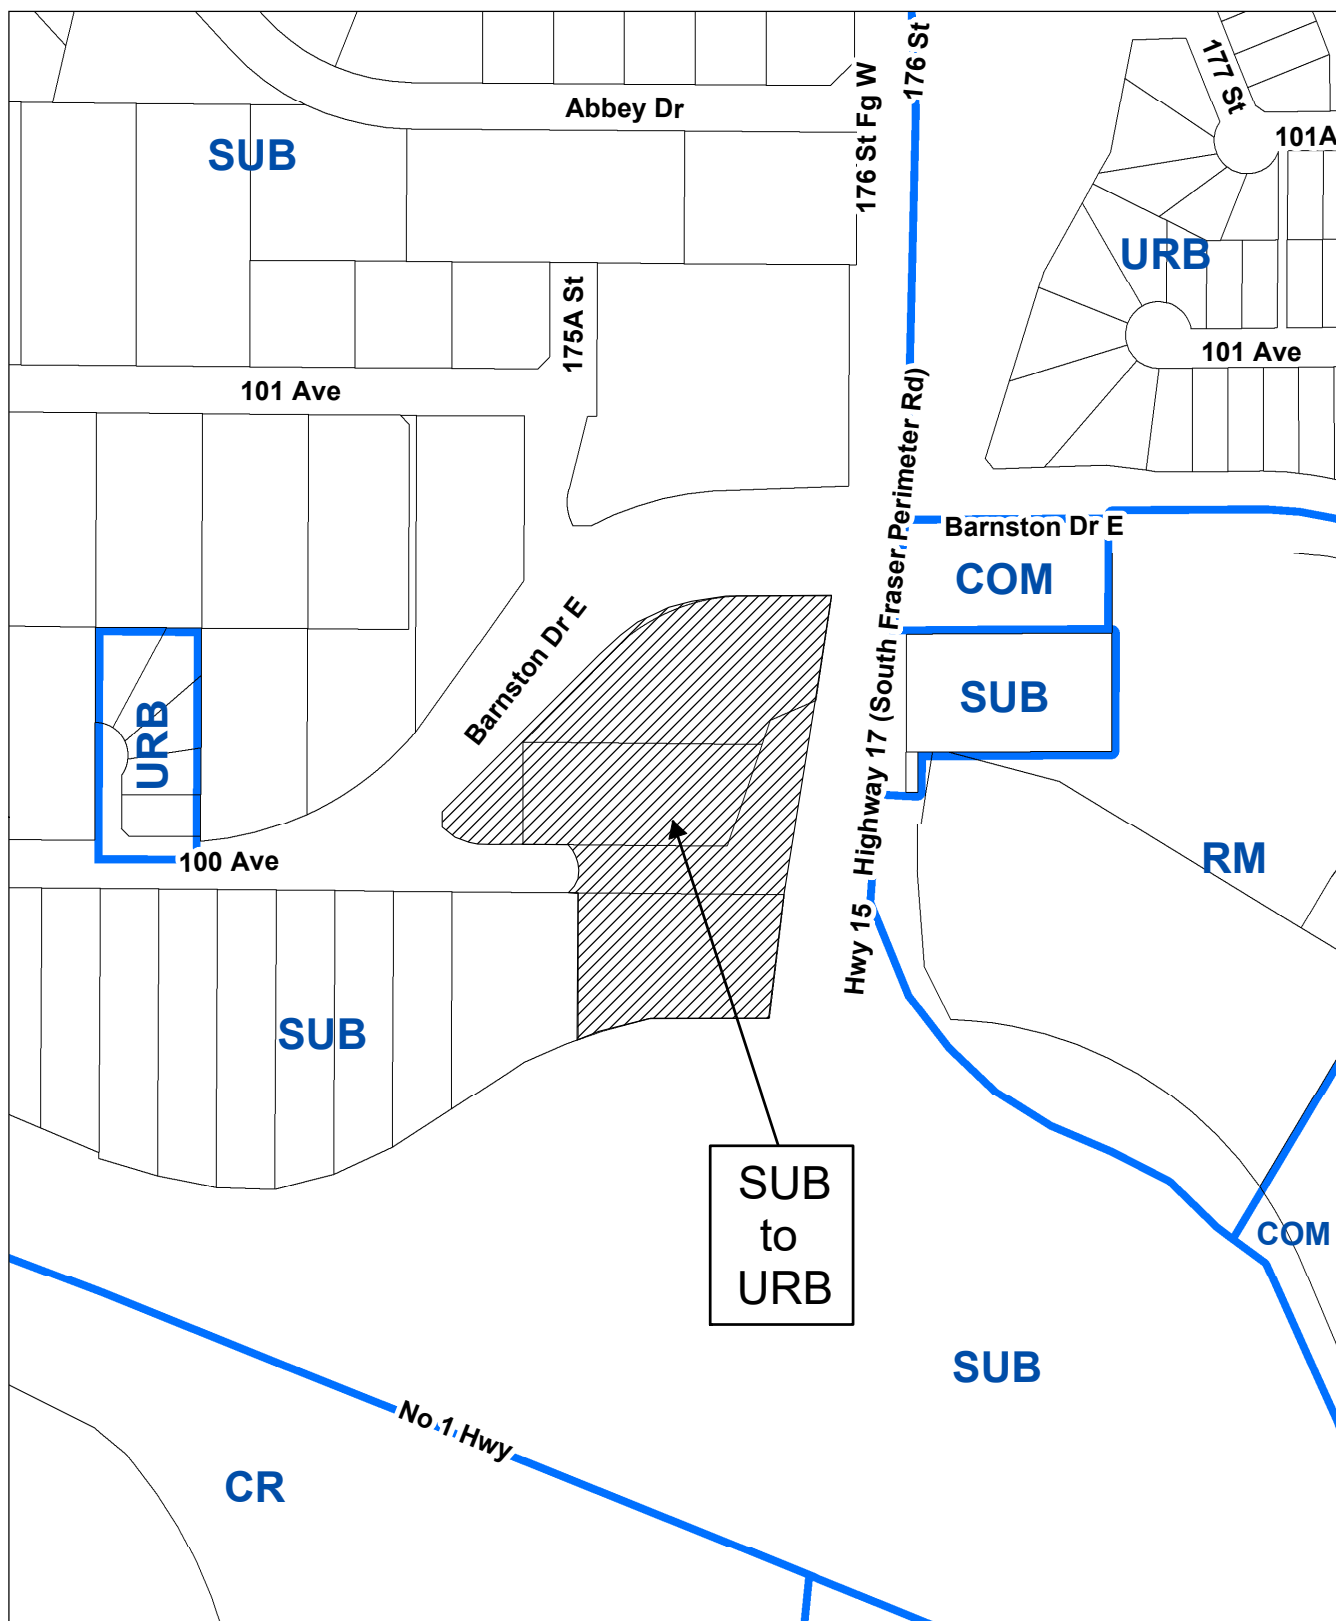 176 St
177 St
Abbey Dr
176 St Fg W
101A
SUB
URB
175A St
101 Ave
101 Ave
Barnston Dr E
COM
Barnston Dr E
SUB
URB
Highway 17 (South Fraser Perimeter Rd)
100 Ave
RM
Hwy 15
SUB
SUB
to
URB
COM
SUB
No 1 Hwy
CR